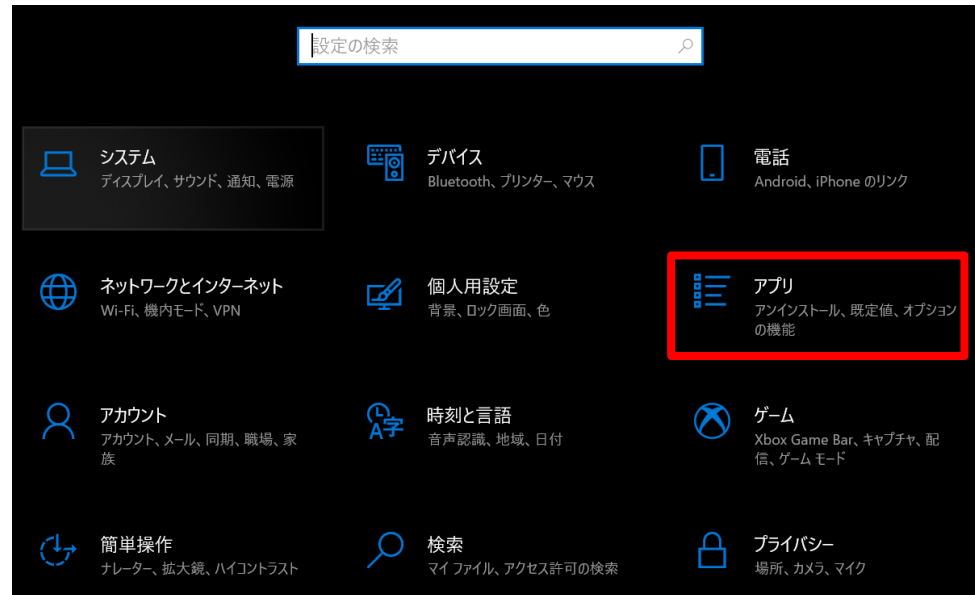 設定の検索
システム
ディスプレイ、サウンド、通知、電源
デバイス
Bluetooth、プリンター、マウス
電話
Android、iPhone のリンク
ネットワークとインターネット
Wi-Fi、機内モード、VPN
個人用設定
背景、ロック画面、色
アプリ
アンインストール、既定値、オプション
の機能
アカウント
アカウント、メール、同期、職場、家
族
時刻と言語
音声認識、地域、日付
ゲーム
Xbox Game Bar、キャプチャ、配
信、ゲーム モード
簡単操作
ナレーター、拡大鏡、ハイコントラスト
検索
マイ ファイル、アクセス許可の検索
プライバシー
場所、カメラ、マイク